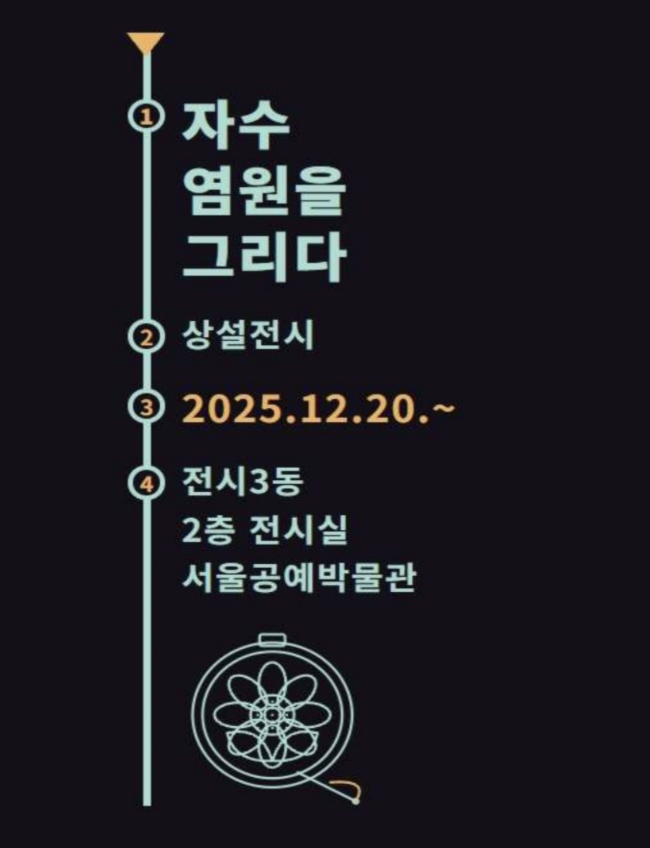 1 자수
염원을
그리다
2 상설전시
3 2025.12.20.~
4 전시3동
2층 전시실
서울공예박물관